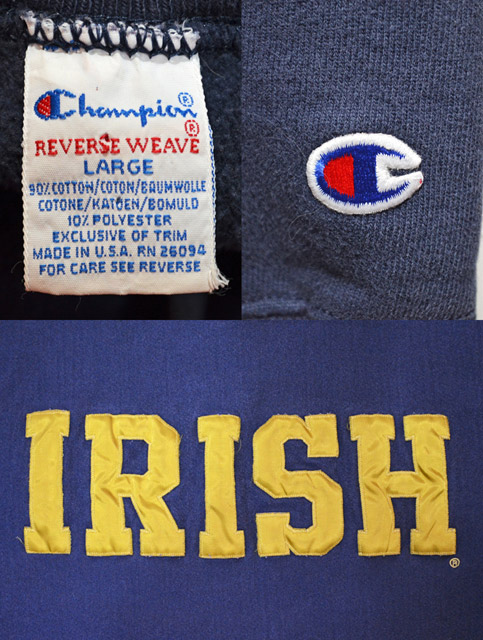 Champion®
®
REVERSE WEAVE
LARGE
90% COTTON/COTON/BAUMWOLLE
COTONE/KATOEN/BOMULD
10% POLYESTER
EXCLUSIVE OF TRIM
MADE IN U.S.A. RN 26094
FOR CARE SEE REVERSE
IRISH
®